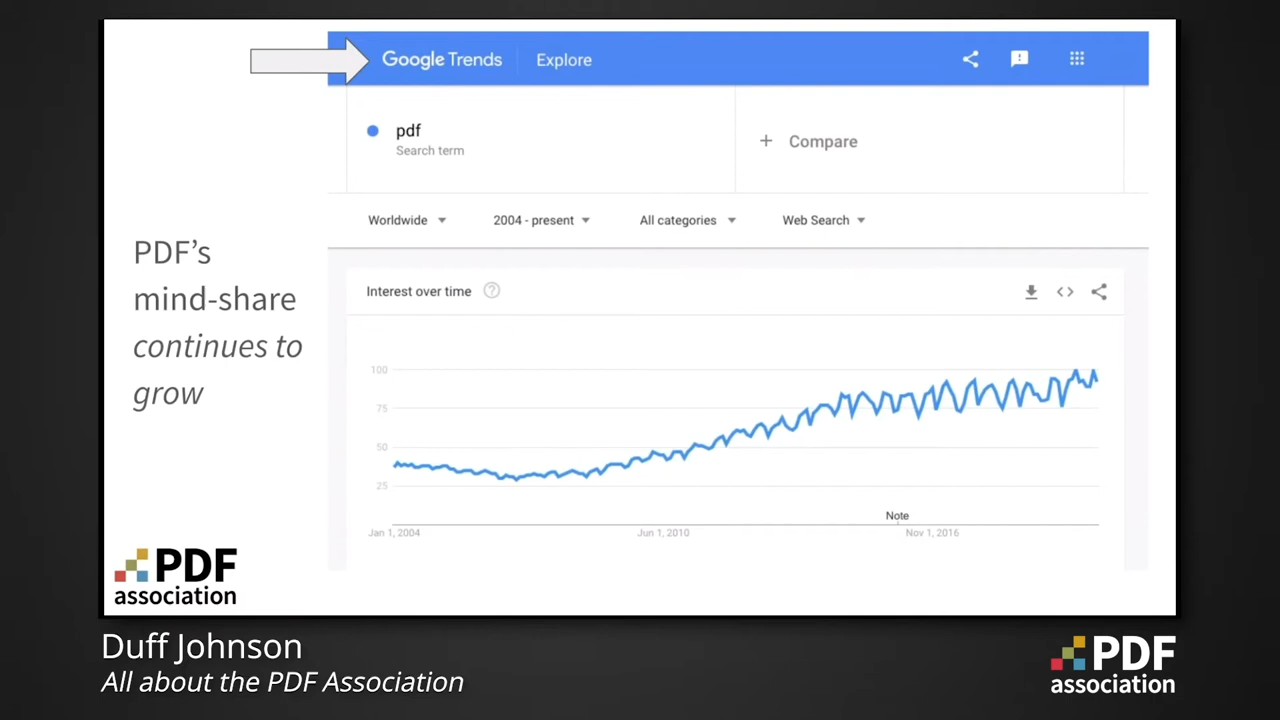 Google Trends
Explore
pdf
Search term
+ Compare
Worldwide
2004 - present
All categories
Web Search
PDF’s
mind-share
continues to
grow
Interest over time
100
75
50
25
Note
Jan 1, 2004
Jun 1, 2010
Nov 1, 2016
PDF
association
Duff Johnson
All about the PDF Association
PDF
association